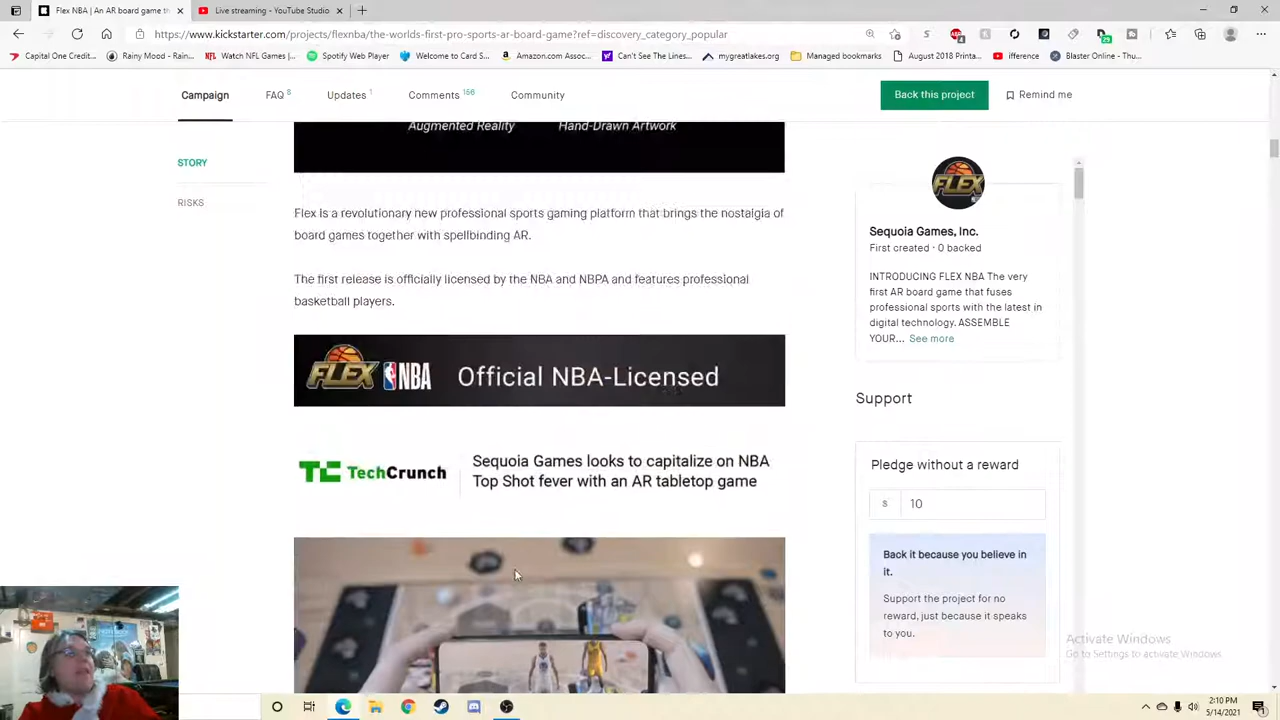 Flex NBA | An AR board game th
Live streaming - YouTube Studio
https://www.kickstarter.com/projects/flexnba/the-worlds-first-pro-sports-ar-board-game?ref=discovery_category_popular
Capital One Credit... Rainy Mood - Rain... Watch NFL Games |... Spotify Web Player Welcome to Card S... Amazon.com Assoc... Can't See The Lines... mygreatlakes.org Managed bookmarks August 2018 Printa... ifference Blaster Online - Thu...
Campaign FAQ 8 Updates 1 Comments 156 Community Back this project Remind me
Augmented Reality Hand-Drawn Artwork
STORY
RISKS
Flex is a revolutionary new professional sports gaming platform that brings the nostalgia of
board games together with spellbinding AR.
The first release is officially licensed by the NBA and NBPA and features professional
basketball players.
FLEX NBA Official NBA-Licensed
TC TechCrunch
Sequoia Games looks to capitalize on NBA
Top Shot fever with an AR tabletop game
FLEX
Sequoia Games, Inc.
First created · 0 backed
INTRODUCING FLEX NBA The very
first AR board game that fuses
professional sports with the latest in
digital technology. ASSEMBLE
YOUR... See more
Support
Pledge without a reward
$ 10
Back it because you believe in
it.
Support the project for no
reward, just because it speaks
to you.
Activate Windows
Go to Settings to activate Windows
2:10 PM
5/14/2021